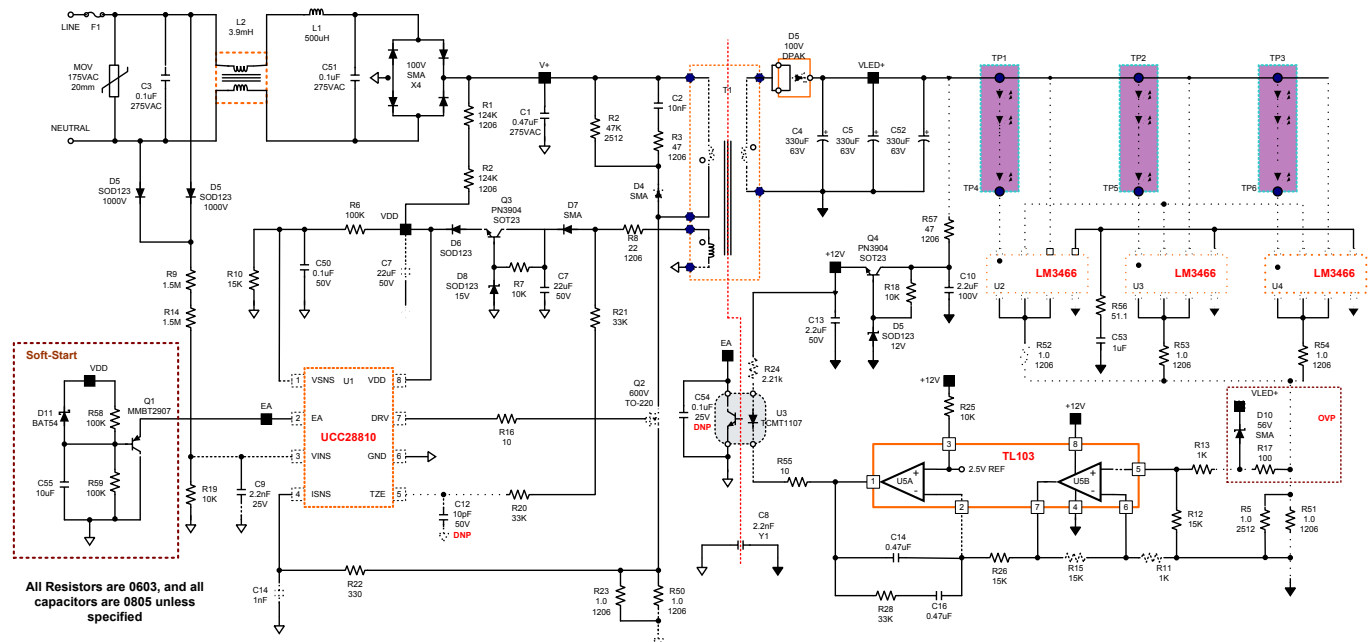 LINE
F1
L2
3.9mH
L1
500uH
MOV
175VAC
20mm
C3
0.1uF
275VAC
C51
0.1uF
275VAC
100V
SMA
X4
NEUTRAL
R1
124K
1206
V+
C1
0.47uF
275VAC
R2
47K
2512
C2
10nF
R3
47
1206
D4
SMA
T1
D5
100V
DPAK
VLED+
C4
330uF
63V
C5
330uF
63V
C52
330uF
63V
TP1
TP2
TP3
TP4
TP5
TP6
D5
SOD123
1000V
D5
SOD123
1000V
R2
124K
1206
R6
100K
VDD
Q3
PN3904
SOT23
D7
SMA
D6
SOD123
R8
22
1206
R10
15K
C50
0.1uF
50V
C7
22uF
50V
D8
SOD123
15V
R7
10K
C7
22uF
50V
R21
33K
R9
1.5M
R14
1.5M
R57
47
1206
Q4
PN3904
SOT23
+12V
R18
10K
C10
2.2uF
100V
C13
2.2uF
50V
D5
SOD123
12V
LM3466
U2
LM3466
U3
LM3466
U4
R56
51.1
C53
1uF
R52
1.0
1206
R53
1.0
1206
R54
1.0
1206
Soft-Start
VDD
D11
BAT54
R58
100K
Q1
MMBT2907
C55
10uF
R59
100K
EA
1
VSNS
U1
VDD
8
2
EA
DRV
7
UCC28810
3
VINS
GND
6
4
ISNS
TZE
5
R16
10
Q2
600V
TO-220
R19
10K
C9
2.2nF
25V
C12
10pF
50V
DNP
R20
33K
EA
C54
0.1uF
25V
DNP
R24
2.21k
U3
TCMT1107
R55
10
C8
2.2nF
Y1
+12V
R25
10K
+12V
3
8
TL103
2.5V REF
1
U5A
U5B
5
2
7
4
6
R13
1K
VLED+
D10
56V
SMA
R17
100
OVP
R12
15K
R5
1.0
2512
R51
1.0
1206
C14
0.47uF
R26
15K
R15
15K
R11
1K
R28
33K
C16
0.47uF
C14
1nF
R22
330
R23
1.0
1206
R50
1.0
1206
All Resistors are 0603, and all
capacitors are 0805 unless
specified